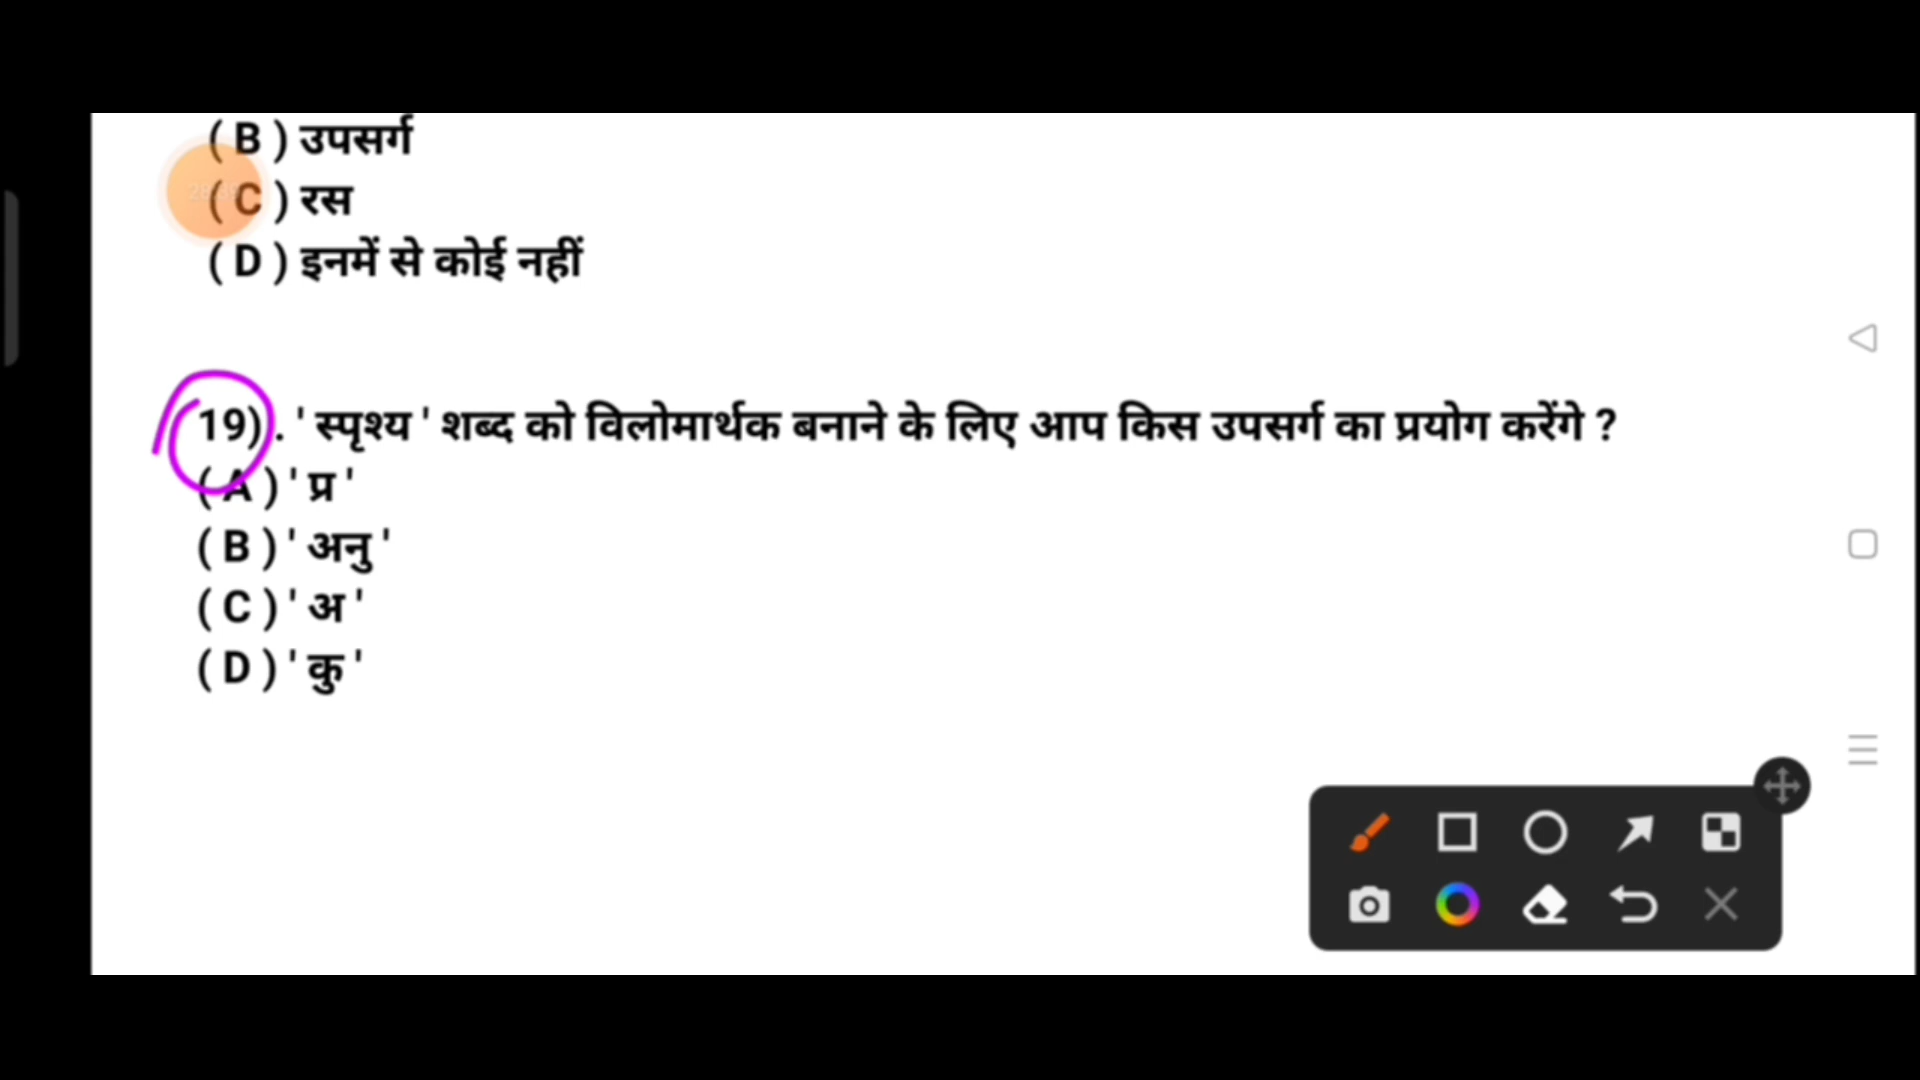 ( B ) उपसर्ग
( C ) रस
( D ) इनमें से कोई नहीं
19) . ' स्पृश्य ' शब्द को विलोमार्थक बनाने के लिए आप किस उपसर्ग का प्रयोग करेंगे ?
( A ) ' प्र '
( B ) ' अनु '
( C ) ' अ '
( D ) ' कु '